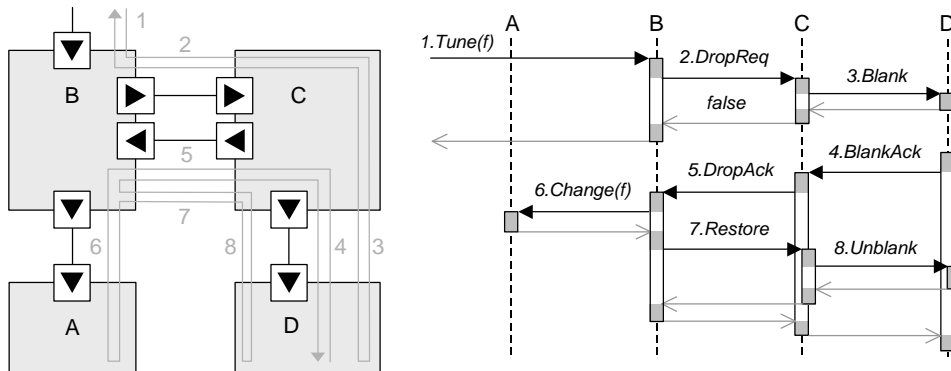 1
2
B
C
5
7
6
8
4
3
A
D
A B C D
1.Tune(f)
2.DropReq
3.Blank
false
4.BlankAck
5.DropAck
6.Change(f)
7.Restore
8.Unblank